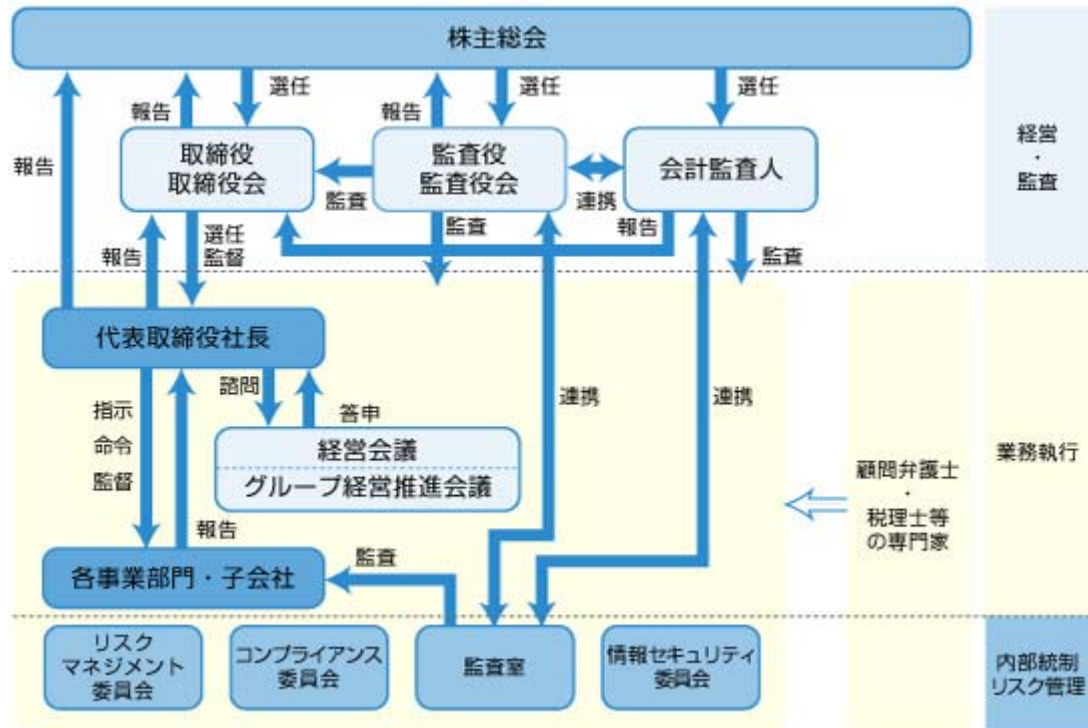 株主総会
報告
報告
選任
報告
選任
選任
取締役
取締役会
監査
監査役
監査役会
連携
会計監査人
経営
・
監査
報告
選任
監督
監査
報告
監査
代表取締役社長
指示
命令
監督
報告
諮問
答申
経営会議
グループ経営推進会議
連携
連携
顧問弁護士
・
税理士等
の専門家
業務執行
各事業部門・子会社
監査
リスク
マネジメント
委員会
コンプライアンス
委員会
監査室
情報セキュリティ
委員会
内部統制
リスク管理